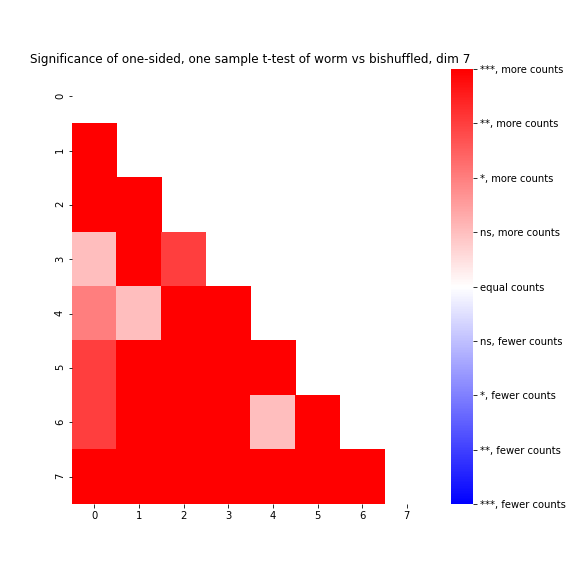 Significance of one-sided, one sample t-test of worm vs bishuffled, dim 7
0
1
2
3
4
5
6
7
0 1 2 3 4 5 6 7
***, more counts
**, more counts
*, more counts
ns, more counts
equal counts
ns, fewer counts
*, fewer counts
**, fewer counts
***, fewer counts